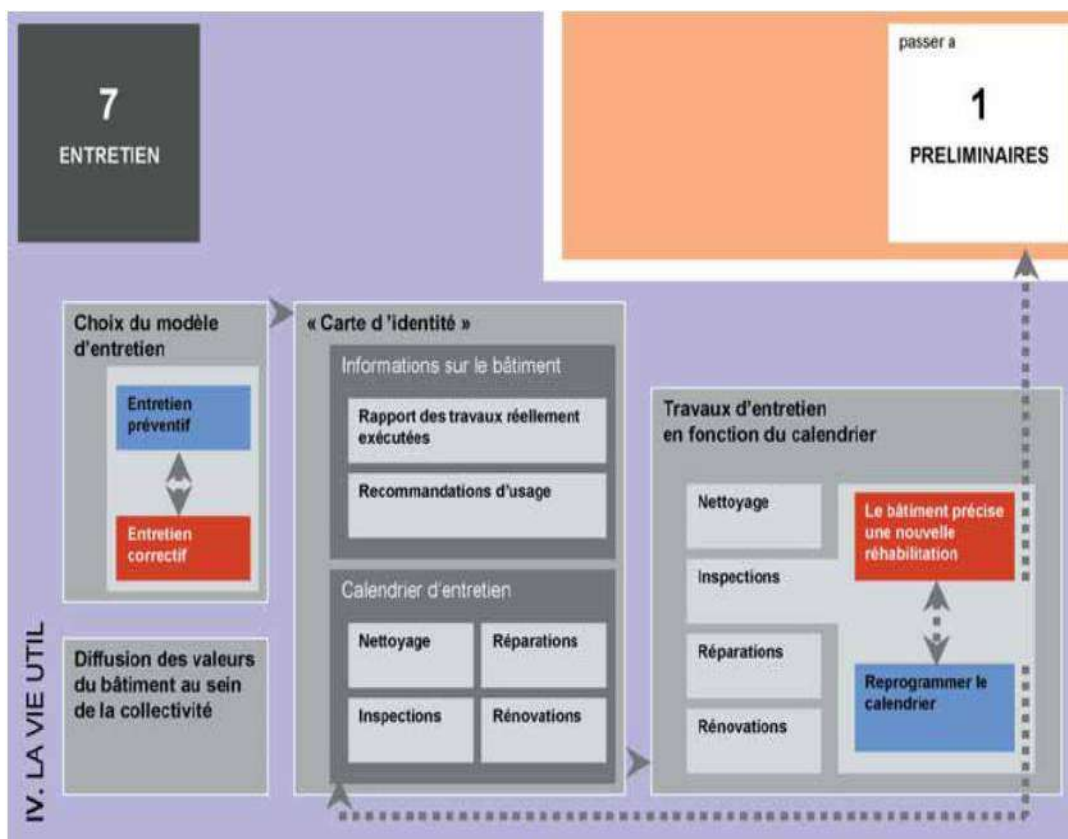 7
ENTRETIEN
passer a
1
PRELIMINAIRES
IV. LA VIE UTIL
Choix du modèle
d'entretien
Entretien
préventif
Entretien
correctif
Diffusion des valeurs
du bâtiment au sein
de la collectivité
« Carte d 'identité »
Informations sur le bâtiment
Rapport des travaux réellement
exécutées
Recommandations d'usage
Calendrier d'entretien
Nettoyage
Réparations
Inspections
Rénovations
Travaux d'entretien
en fonction du calendrier
Nettoyage
Inspections
Réparations
Rénovations
Le bâtiment précise
une nouvelle
réhabilitation
Reprogrammer le
calendrier